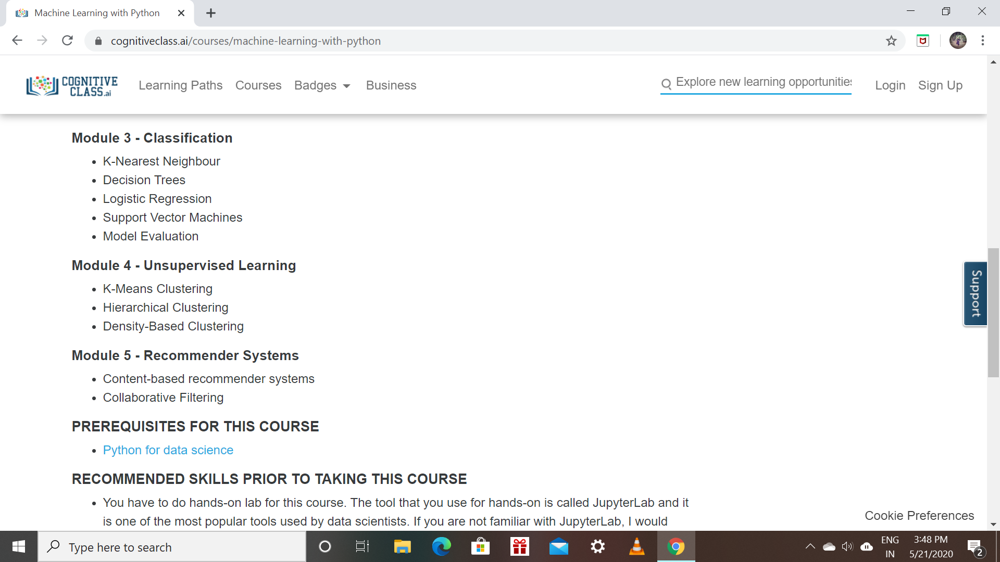 Machine Learning with Python
cognitiveclass.ai/courses/machine-learning-with-python
COGNITIVE
CLASS.ai
Learning Paths Courses Badges Business
Explore new learning opportunities
Login Sign Up
Module 3 - Classification
K-Nearest Neighbour
Decision Trees
Logistic Regression
Support Vector Machines
Model Evaluation
Module 4 - Unsupervised Learning
K-Means Clustering
Hierarchical Clustering
Density-Based Clustering
Support
Module 5 - Recommender Systems
Content-based recommender systems
Collaborative Filtering
PREREQUISITES FOR THIS COURSE
Python for data science
RECOMMENDED SKILLS PRIOR TO TAKING THIS COURSE
You have to do hands-on lab for this course. The tool that you use for hands-on is called JupyterLab and it
is one of the most popular tools used by data scientists. If you are not familiar with JupyterLab, I would
Cookie Preferences
Type here to search
ENG
IN
3:48 PM
5/21/2020
2